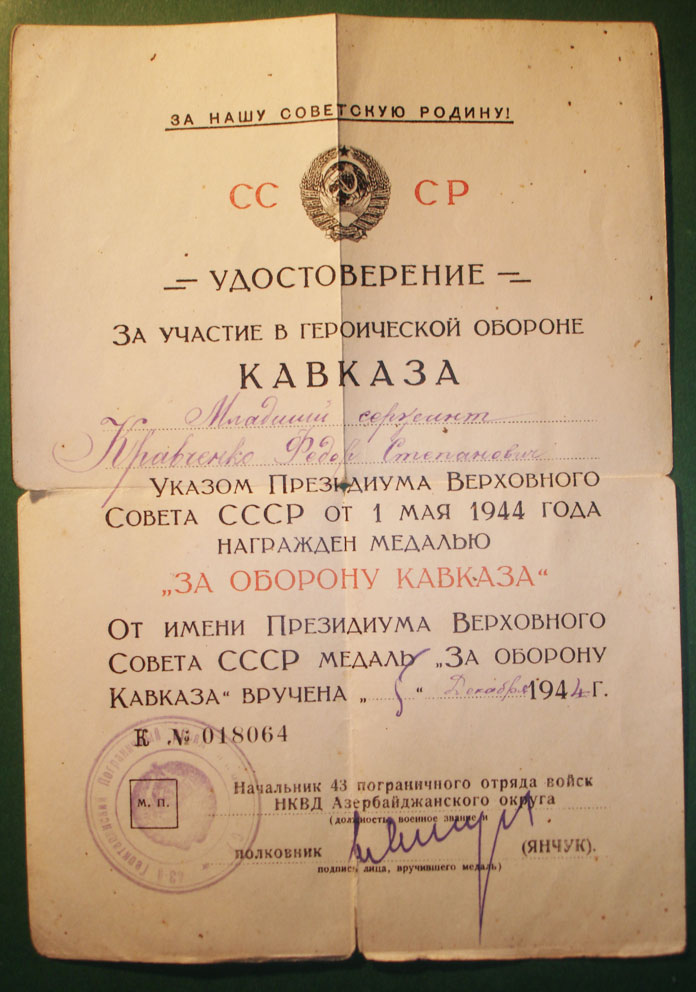 ЗА НАШУ СОВЕТСКУЮ РОДИНУ!
СС СР
УДОСТОВЕРЕНИЕ
ЗА УЧАСТИЕ В ГЕРОИЧЕСКОЙ ОБОРОНЕ
КАВКАЗА
Младший сержант
Кравченко Федор Степанович
УКАЗОМ ПРЕЗИДИУМА ВЕРХОВНОГО
СОВЕТА СССР ОТ 1 МАЯ 1944 ГОДА
НАГРАЖДЕН МЕДАЛЬЮ
„ЗА ОБОРОНУ КАВКАЗА“
ОТ ИМЕНИ ПРЕЗИДИУМА ВЕРХОВНОГО
СОВЕТА СССР МЕДАЛЬ „ЗА ОБОРОНУ
КАВКАЗА“ ВРУЧЕНА „5“ Декабря 1944 Г.
К № 018064
Начальник 43 пограничного отряда войск
НКВД Азербайджанского округа
(должность, военное звание и
М. П.
полковник (ЯНЧУК).
подпись лица, вручившего медаль)